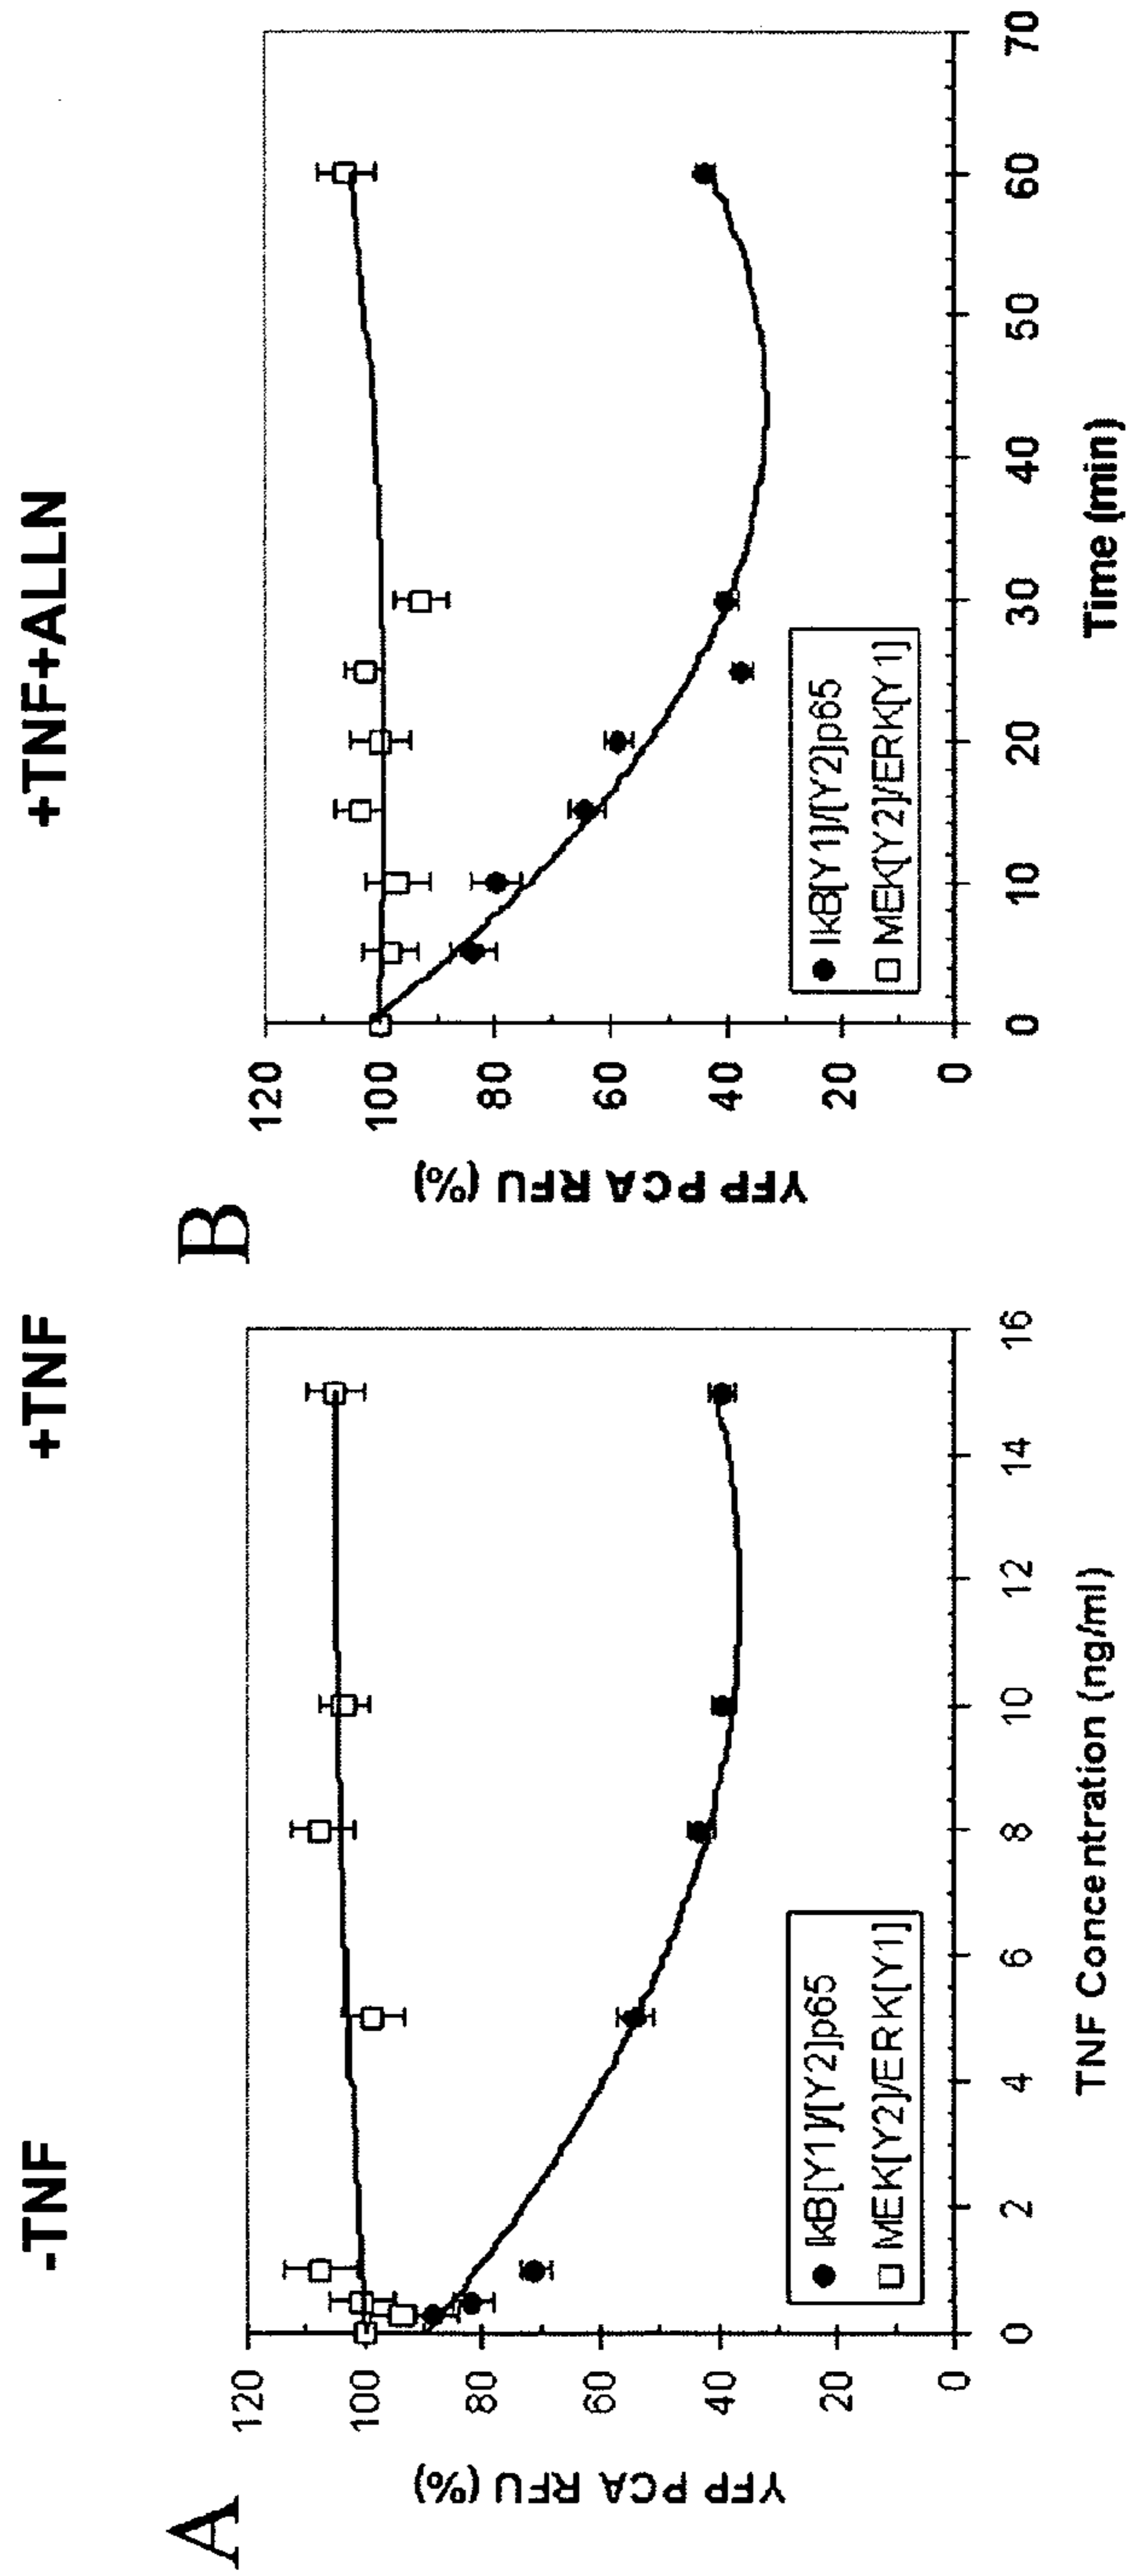 -TNF +TNF +TNF+ALLN
A
YFP PCA RFU (%)
120
100
80
60
40
20
0
IkB[Y1]/[Y2]p65
MEK[Y2]/ERK[Y1]
0 2 4 6 8 10 12 14 16
TNF Concentration (ng/ml)
B
YFP PCA RFU (%)
120
100
80
60
40
20
0
IkB[Y1]/[Y2]p65
MEK[Y2]/ERK[Y1]
0 10 20 30 40 50 60 70
Time (min)